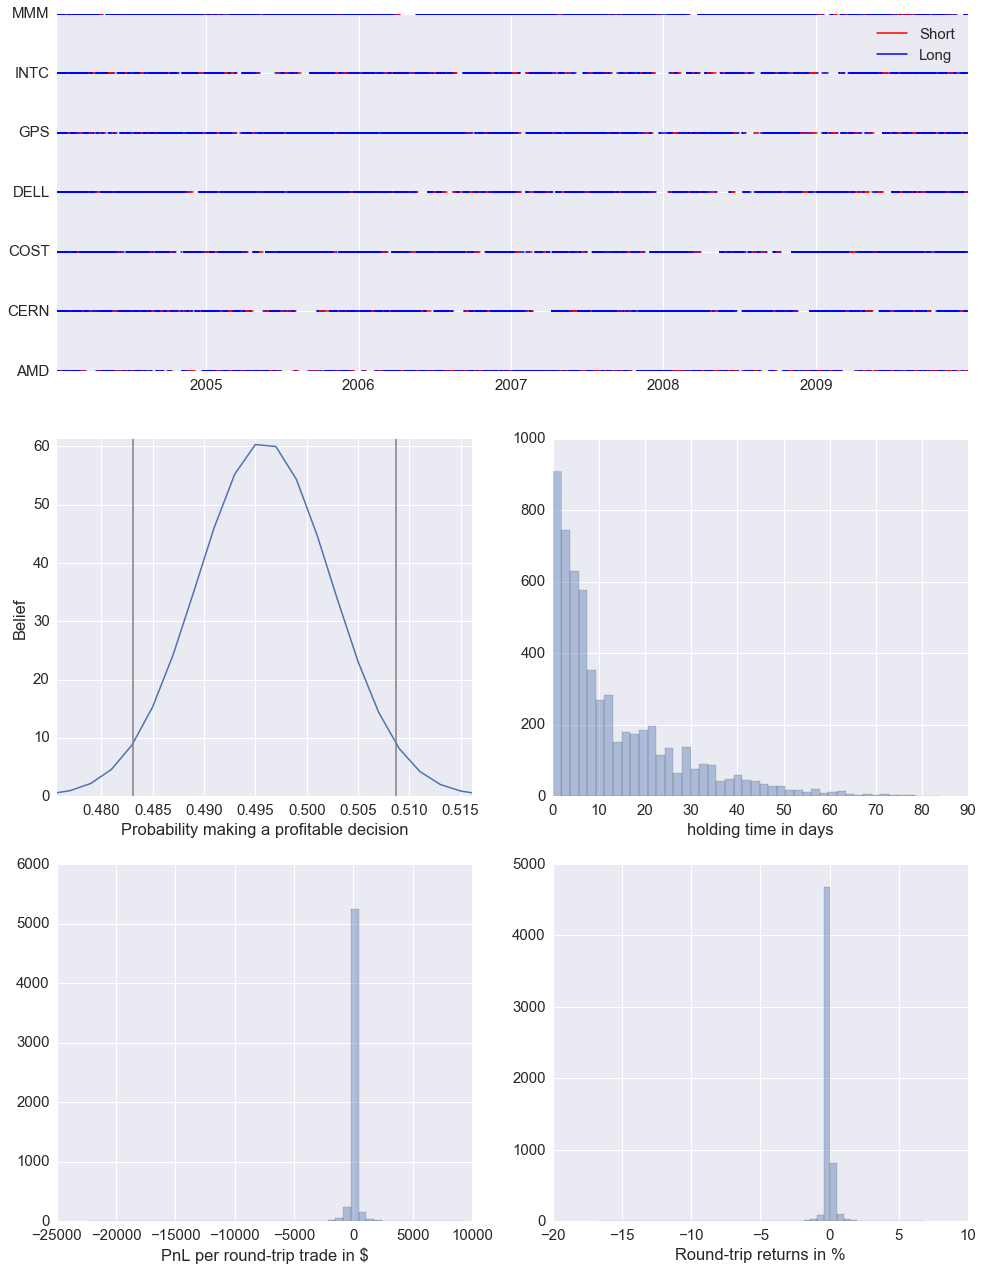 MMM
Short
Long
INTC
GPS
DELL
COST
CERN
AMD
2005 2006 2007 2008 2009
60
50
40
30
20
10
0
Belief
0.480 0.485 0.490 0.495 0.500 0.505 0.510 0.515
Probability making a profitable decision
1000
800
600
400
200
0
0 10 20 30 40 50 60 70 80 90
holding time in days
6000
5000
4000
3000
2000
1000
0
−25000 −20000 −15000 −10000 −5000 0 5000 10000
PnL per round-trip trade in $
5000
4000
3000
2000
1000
0
−20 −15 −10 −5 0 5 10
Round-trip returns in %